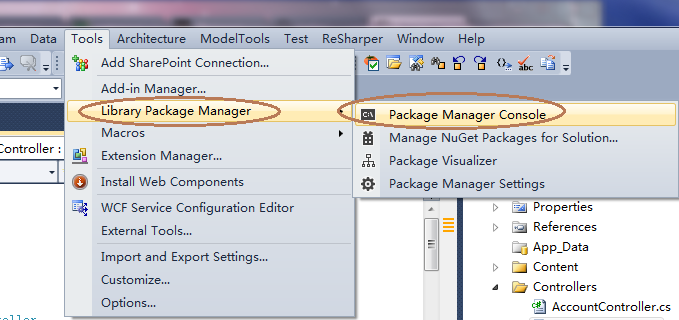 am Data Tools Architecture ModelTools Test ReSharper Analyze Window Help
Add SharePoint Connection...
Add-in Manager...
Library Package Manager
Package Manager Console
Macros
Manage NuGet Packages for Solution...
Controller :
Extension Manager...
Package Visualizer
Install Web Components
Package Manager Settings
WCF Service Configuration Editor
Properties
External Tools...
References
App_Data
Import and Export Settings...
Content
Customize...
Controllers
Options...
AccountController.cs